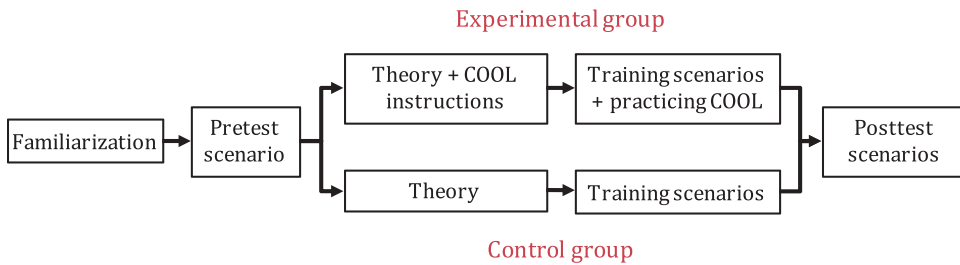 Experimental group
Theory + COOL
instructions
Training scenarios
+ practicing COOL
Familiarization
Pretest
scenario
Posttest
scenarios
Theory
Training scenarios
Control group